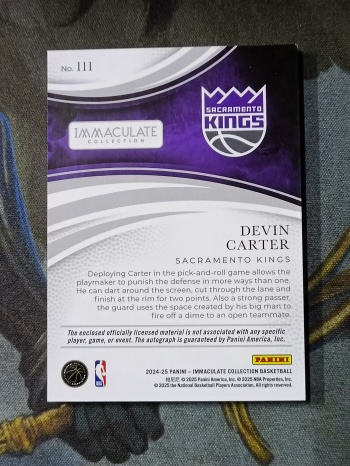 No. 111
SACRAMENTO
KINGS
IMMACULATE
COLLECTION
DEVIN
CARTER
SACRAMENTO KINGS
Deploying Carter in the pick-and-roll game allows the
playmaker to punish the defense in more ways than one.
He can dart around the screen, cut through the lane and
finish at the rim for two points. Also a strong passer,
the guard uses the space created by his big man to
fire off a dime to an open teammate.
The enclosed officially licensed material is not associated with any specific
player, game, or event. The autograph is guaranteed by Panini America, Inc.
PANINI
2024-25 PANINI – IMMACULATE COLLECTION BASKETBALL
© 2025 Panini America, Inc. © 2025 NBA Properties, Inc.
© 2025 the National Basketball Players Association. All rights reserved.